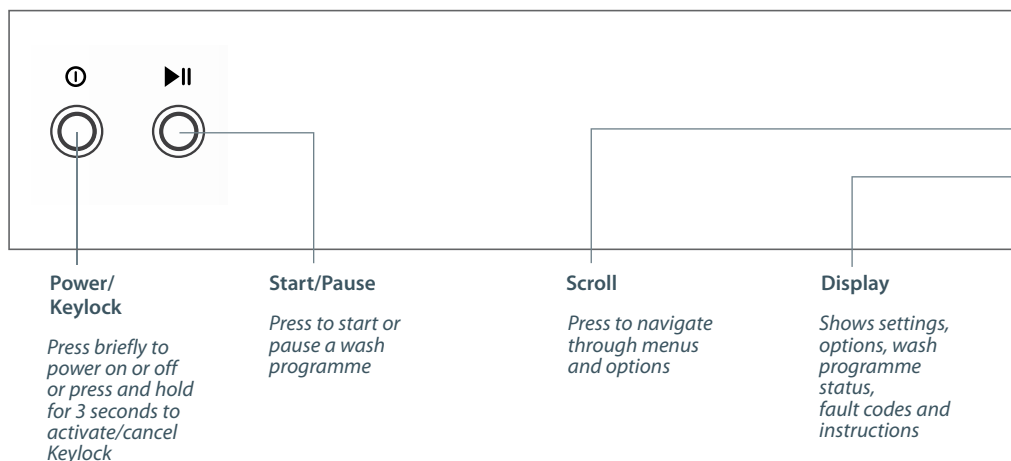 Power/
Keylock
Press briefly to
power on or off
or press and hold
for 3 seconds to
activate/cancel
Keylock
Start/Pause
Press to start or
pause a wash
programme
Scroll
Press to navigate
through menus
and options
Display
Shows settings,
options, wash
programme
status,
fault codes and
instructions